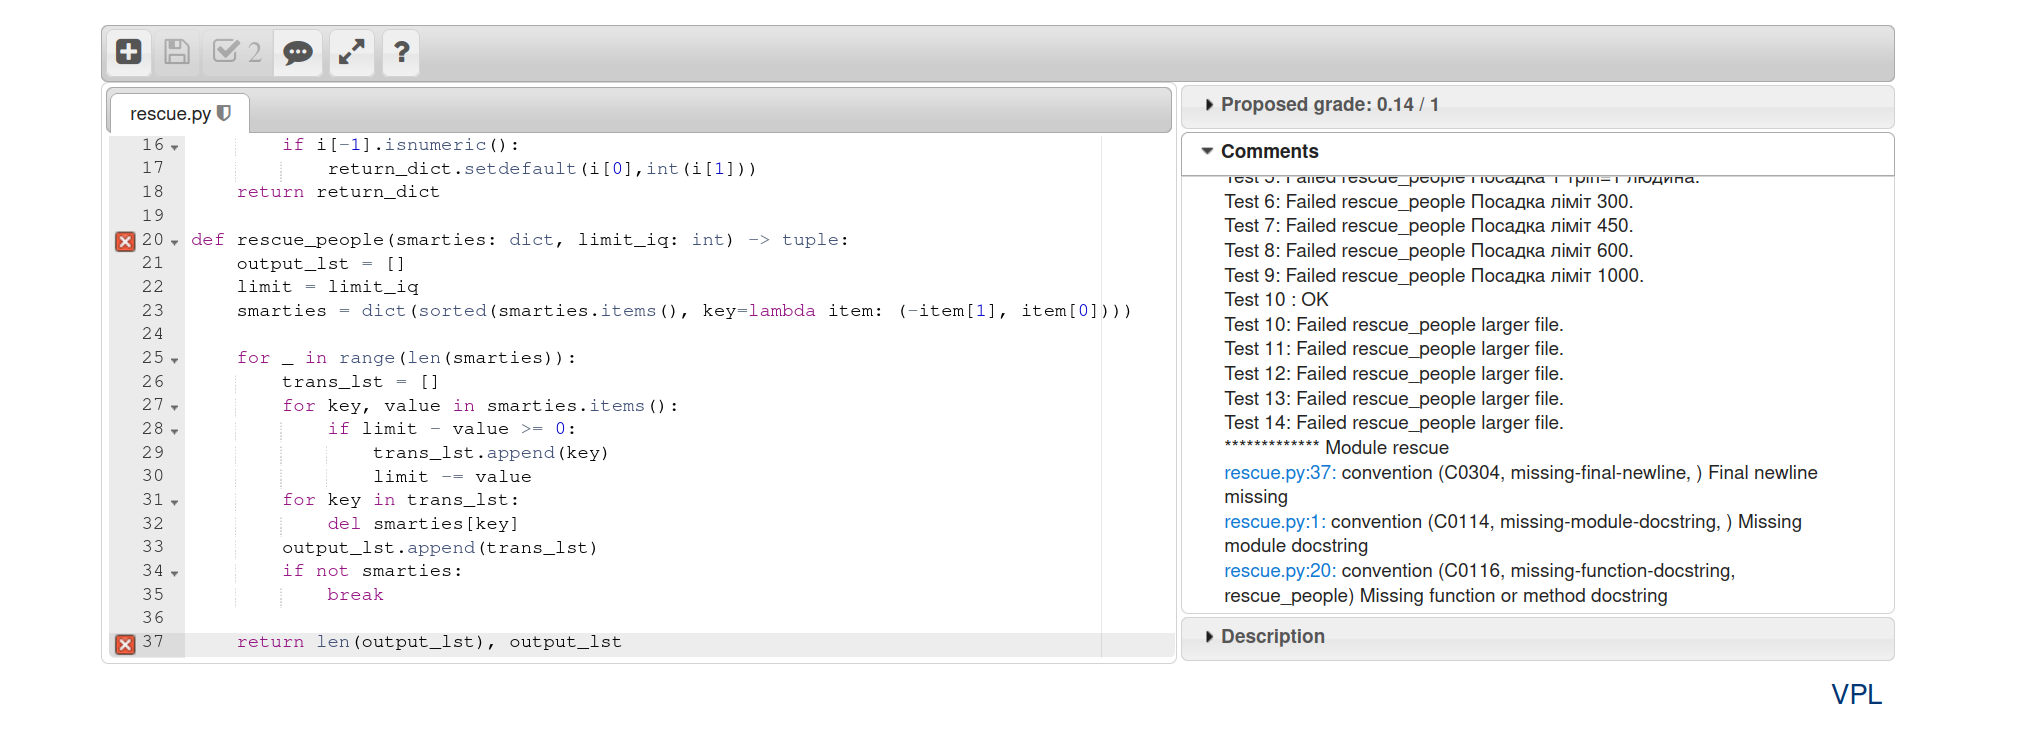 2
rescue.py
16 if i[-1].isnumeric():
17 return_dict.setdefault(i[0],int(i[1]))
18 return return_dict
19
20 def rescue_people(smarties: dict, limit_iq: int) -> tuple:
21 output_lst = []
22 limit = limit_iq
23 smarties = dict(sorted(smarties.items(), key=lambda item: (-item[1], item[0])))
24
25 for _ in range(len(smarties)):
26 trans_lst = []
27 for key, value in smarties.items():
28 if limit - value >= 0:
29 trans_lst.append(key)
30 limit -= value
31 for key in trans_lst:
32 del smarties[key]
33 output_lst.append(trans_lst)
34 if not smarties:
35 break
36
37 return len(output_lst), output_lst
Proposed grade: 0.14 / 1
Comments
Test 5: Failed rescue_people Посадка 1 тріп=1 людина.
Test 6: Failed rescue_people Посадка ліміт 300.
Test 7: Failed rescue_people Посадка ліміт 450.
Test 8: Failed rescue_people Посадка ліміт 600.
Test 9: Failed rescue_people Посадка ліміт 1000.
Test 10 : OK
Test 10: Failed rescue_people larger file.
Test 11: Failed rescue_people larger file.
Test 12: Failed rescue_people larger file.
Test 13: Failed rescue_people larger file.
Test 14: Failed rescue_people larger file.
************* Module rescue
rescue.py:37: convention (C0304, missing-final-newline, ) Final newline
missing
rescue.py:1: convention (C0114, missing-module-docstring, ) Missing
module docstring
rescue.py:20: convention (C0116, missing-function-docstring,
rescue_people) Missing function or method docstring
Description
VPL